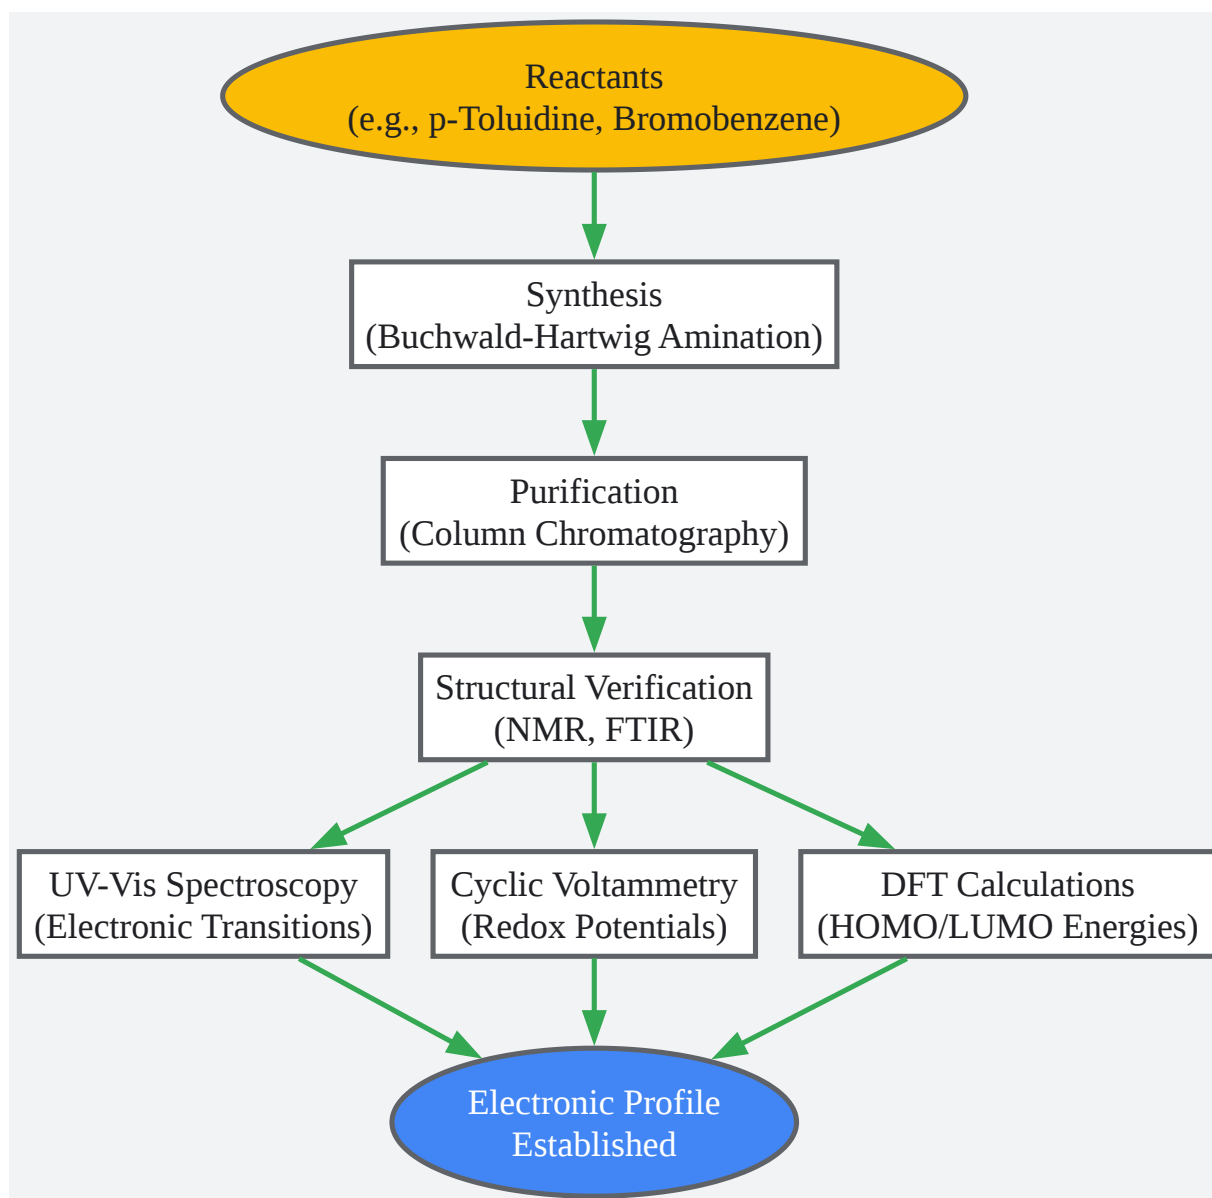 Reactants
(e.g., p-Toluidine, Bromobenzene)
Synthesis
(Buchwald-Hartwig Amination)
Purification
(Column Chromatography)
Structural Verification
(NMR, FTIR)
UV-Vis Spectroscopy
(Electronic Transitions)
Cyclic Voltammetry
(Redox Potentials)
DFT Calculations
(HOMO/LUMO Energies)
Electronic Profile
Established